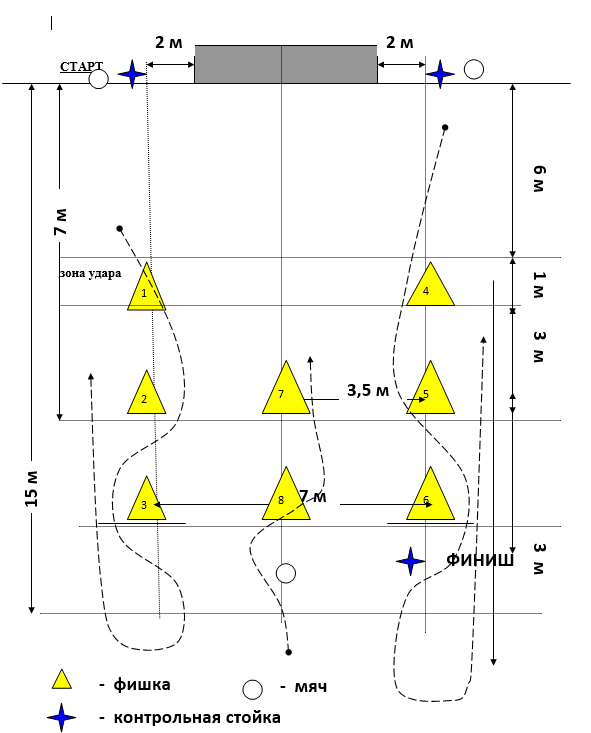 2 м
2 м
СТАРТ
6 м
7 м
зона удара
1 м
1
4
3 м
3,5 м
2
7
5
15 м
3
8
7 м
6
3 м
ФИНИШ
- фишка
- мяч
- контрольная стойка